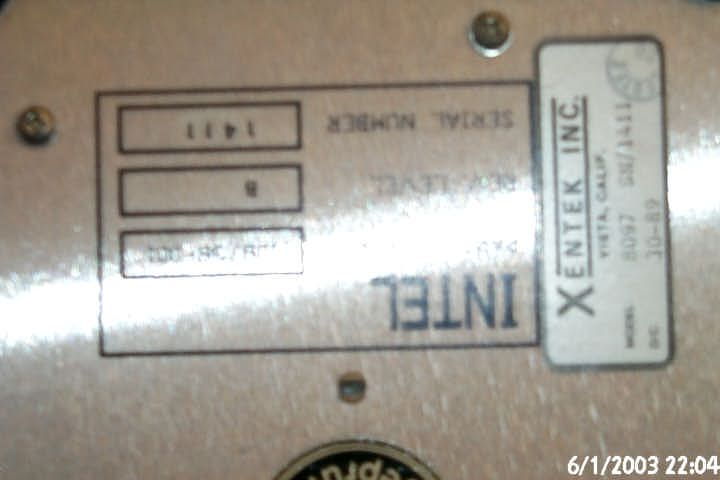 INTEL
REV. LEVEL B
SERIAL NUMBER 1411
XENTEK INC.
VISTA, CALIF.
MODEL 8097 SN/1411
D/C 30-89
6/1/2003 22:04